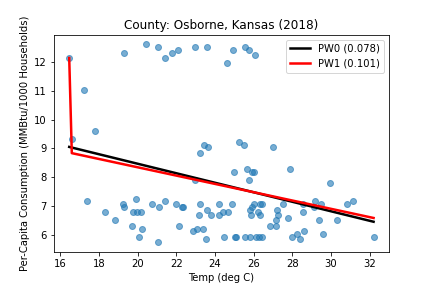 County: Osborne, Kansas (2018)
PW0 (0.078)
PW1 (0.101)
Per-Capita Consumption (MMBtu/1000 Households)
12
11
10
9
8
7
6
16 18 20 22 24 26 28 30 32
Temp (deg C)